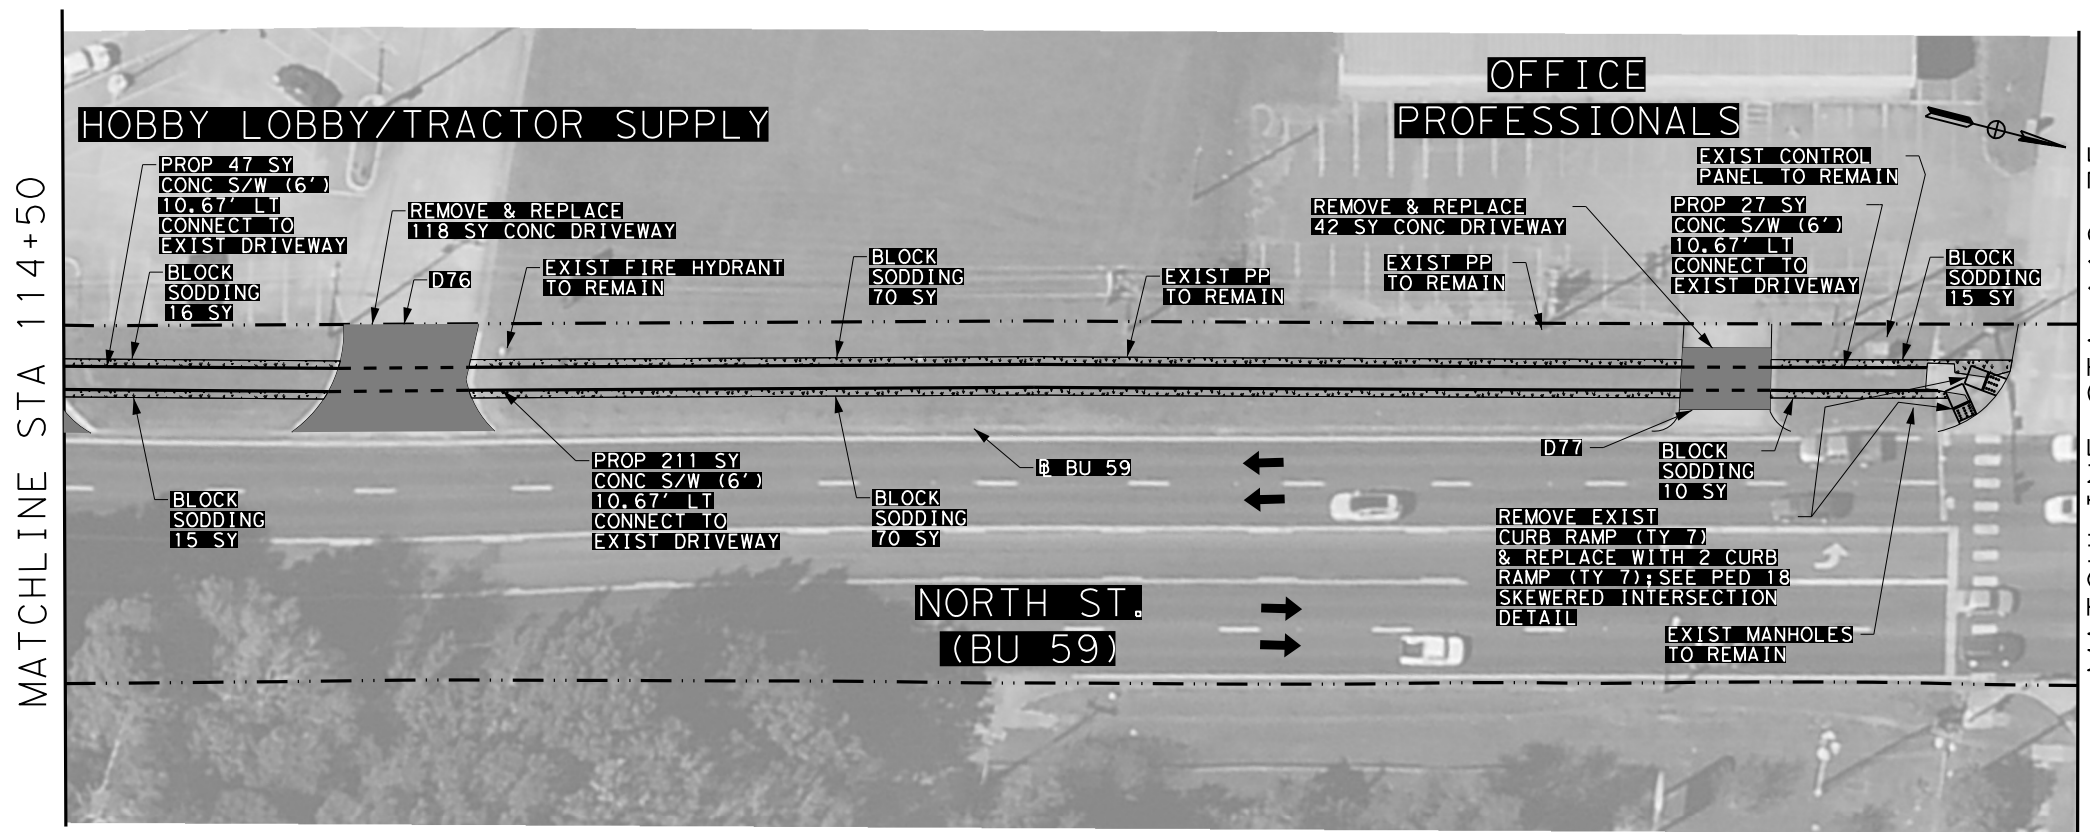 MATCHLINE STA 114+50
HOBBY LOBBY/TRACTOR SUPPLY
OFFICE
PROFESSIONALS
PROP 47 SY
CONC S/W (6')
10.67' LT
CONNECT TO
EXIST DRIVEWAY
BLOCK
SODDING
16 SY
REMOVE & REPLACE
118 SY CONC DRIVEWAY
D76
EXIST FIRE HYDRANT
TO REMAIN
BLOCK
SODDING
70 SY
EXIST PP
TO REMAIN
REMOVE & REPLACE
42 SY CONC DRIVEWAY
EXIST PP
TO REMAIN
EXIST CONTROL
PANEL TO REMAIN
PROP 27 SY
CONC S/W (6')
10.67' LT
CONNECT TO
EXIST DRIVEWAY
BLOCK
SODDING
15 SY
BLOCK
SODDING
15 SY
PROP 211 SY
CONC S/W (6')
10.67' LT
CONNECT TO
EXIST DRIVEWAY
BLOCK
SODDING
70 SY
BU 59
D77
BLOCK
SODDING
10 SY
REMOVE EXIST
CURB RAMP (TY 7)
& REPLACE WITH 2 CURB
RAMP (TY 7);SEE PED 18
SKEWERED INTERSECTION
DETAIL
EXIST MANHOLES
TO REMAIN
NORTH ST.
(BU 59)